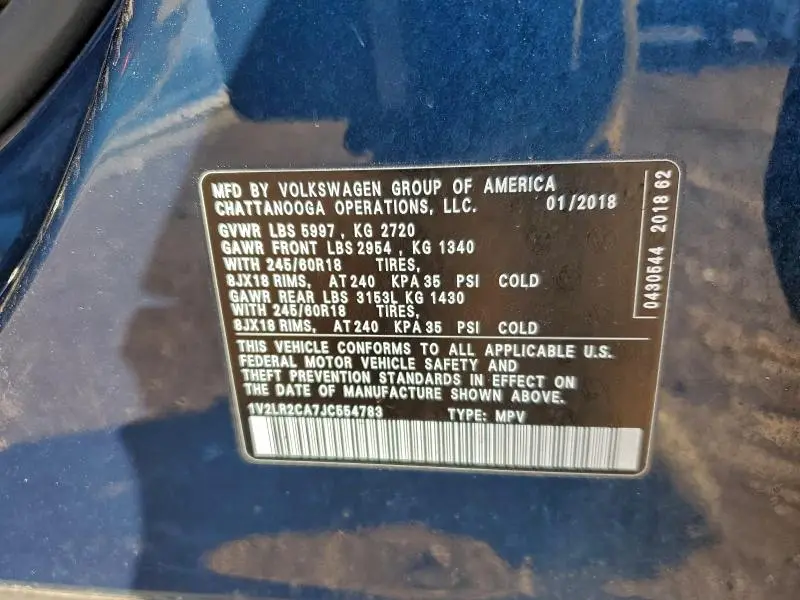 MFD BY VOLKSWAGEN GROUP OF AMERICA
CHATTANOOGA OPERATIONS, LLC. 01/2018
GVWR LBS 5997 , KG 2720
GAWR FRONT LBS 2954 , KG 1340
WITH 245/60R18 TIRES,
8JX18 RIMS, AT 240 KPA 35 PSI COLD
GAWR REAR LBS 3153L KG 1430
WITH 245/60R18 TIRES,
8JX18 RIMS, AT 240 KPA 35 PSI COLD
THIS VEHICLE CONFORMS TO ALL APPLICABLE U.S.
FEDERAL MOTOR VEHICLE SAFETY AND
THEFT PREVENTION STANDARDS IN EFFECT ON
THE DATE OF MANUFACTURE SHOWN ABOVE.
1V2LR2CA7JC554783 TYPE: MPV
0430544 2018 62